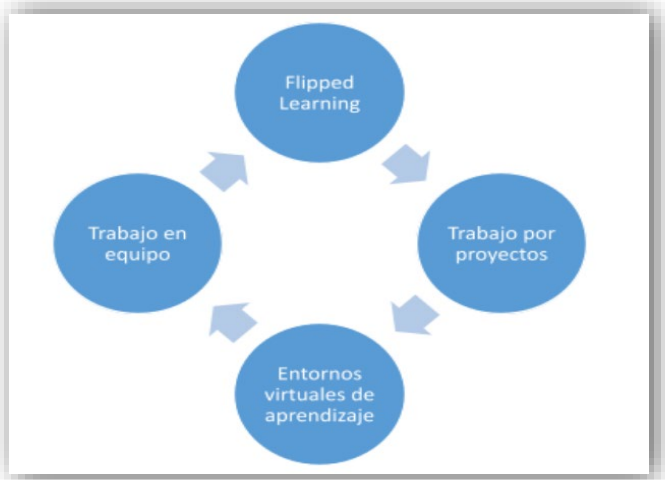 Flipped
Learning
Trabajo por
proyectos
Entornos
virtuales de
aprendizaje
Trabajo en
equipo